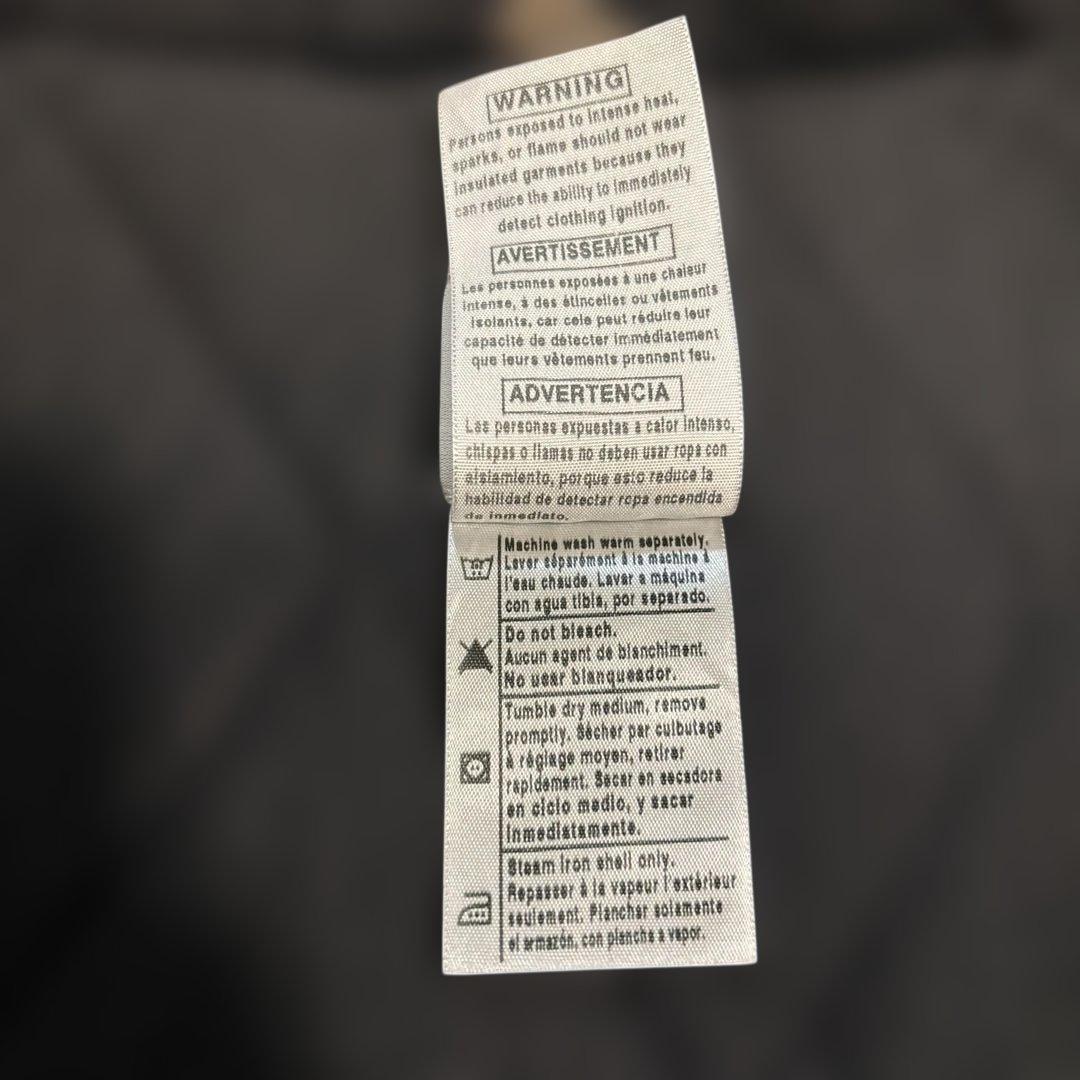 WARNING
Persons exposed to intense heat,
sparks, or flame should not wear
insulated garments because they
can reduce the ability to immediately
detect clothing ignition.
AVERTISSEMENT
Les personnes exposées à une chaleur
intense, à des étincelles ou vêtements
isolants, car cela peut réduire leur
capacité de détecter immédiatement
que leurs vêtements prennent feu.
ADVERTENCIA
Las personas expuestas a calor intenso,
chispas o llamas no deben usar ropa con
aislamiento, porque esto reduce la
habilidad de detectar ropa encendida
de inmediato.
Machine wash warm separately.
Laver séparément à la machine à
l'eau chaude. Lavar a máquina
con agua tibia, por separado.
Do not bleach.
Aucun agent de blanchiment.
No usar blanqueador.
Tumble dry medium, remove
promptly. Sécher par culbutage
à réglage moyen, retirer
rapidement. Secar en secadora
en ciclo medio, y sacar
inmediatamente.
Steam iron shell only.
Repasser à la vapeur l'extérieur
seulement. Planchar solamente
el armazón, con plancha a vapor.